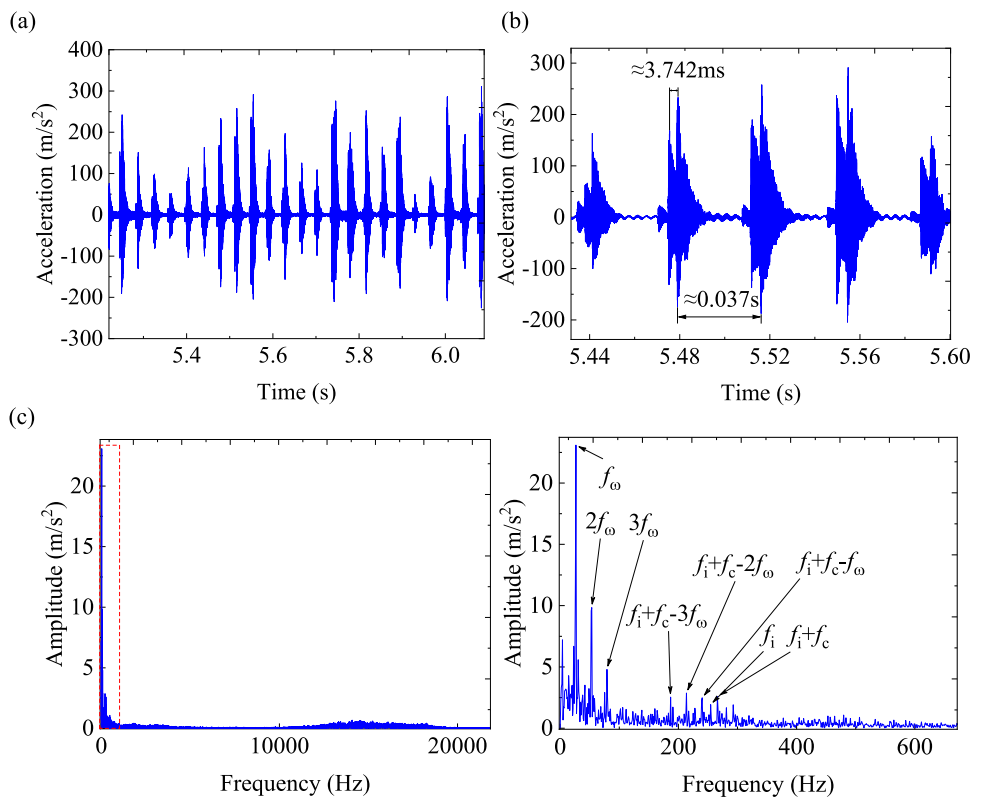 (a)
(b)
400
300
200
100
0
-100
-200
-300
Acceleration (m/s²)
5.4
5.6
5.8
6.0
Time (s)
300
200
100
0
-100
-200
Acceleration (m/s²)
≈3.742ms
≈0.037s
5.44
5.48
5.52
5.56
5.60
Time (s)
(c)
20
15
10
5
0
Amplitude (m/s²)
0
10000
20000
Frequency (Hz)
20
15
10
5
0
Amplitude (m/s²)
fω
2fω
3fω
fi+fc-2fω
fi+fc-fω
fi+fc-3fω
fi
fi+fc
0
200
400
600
Frequency (Hz)